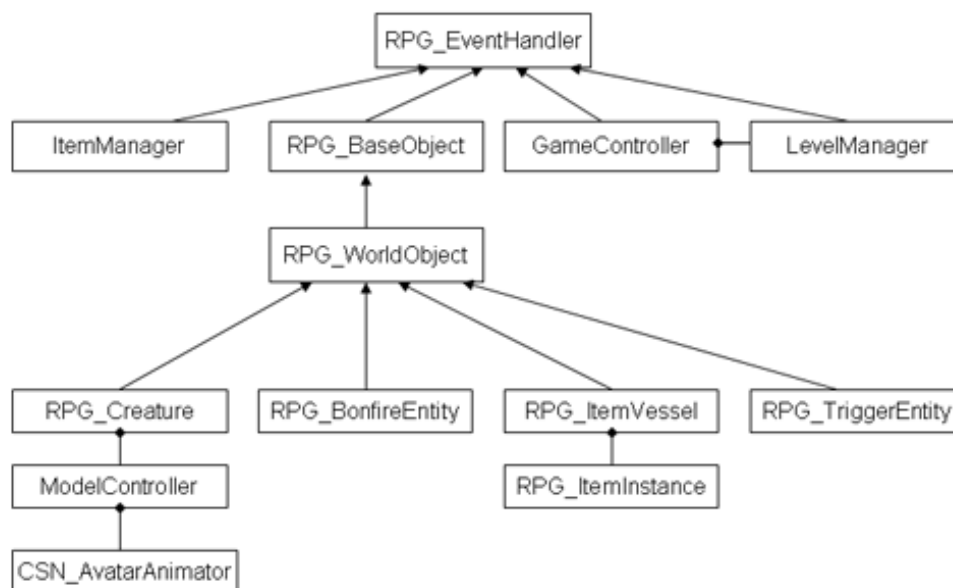 RPG_EventHandler
ItemManager
RPG_BaseObject
GameController
LevelManager
RPG_WorldObject
RPG_Creature
RPG_BonfireEntity
RPG_ItemVessel
RPG_TriggerEntity
ModelController
RPG_ItemInstance
CSN_AvatarAnimator